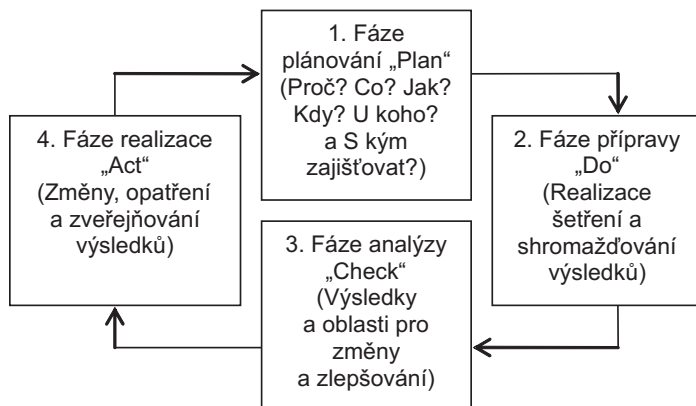 1. Fáze
plánování „Plan“
(Proč? Co? Jak?
Kdy? U koho?
a S kým
zajišťovat?)
2. Fáze přípravy
„Do“
(Realizace
šetření a
shromažďování
výsledků)
3. Fáze analýzy
„Check“
(Výsledky
a oblasti pro
změny
a zlepšování)
4. Fáze realizace
„Act“
(Změny, opatření
a zveřejňování
výsledků)